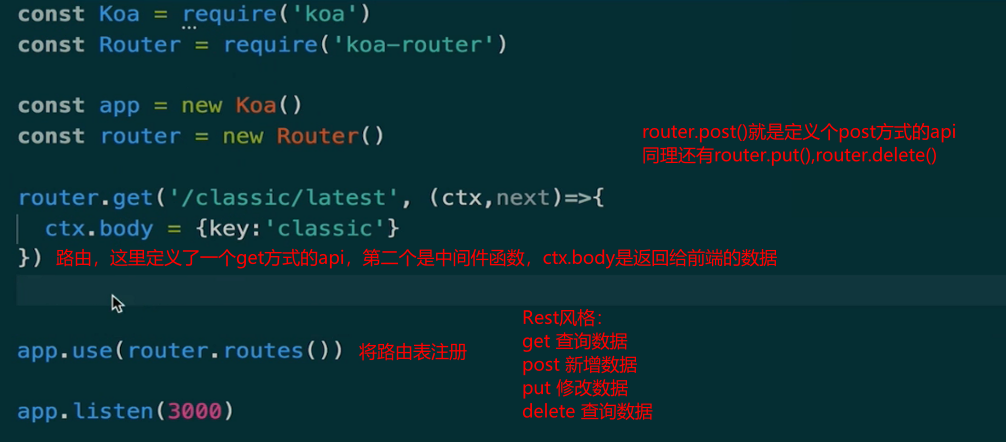 const Koa = require('koa')
const Router = require('koa-router')
const app = new Koa()
const router = new Router()
router.post()就是定义个post方式的api
同理还有router.put(),router.delete()
router.get('/classic/latest', (ctx,next)=>{
ctx.body = {key:'classic'}
}) 路由，这里定义了一个get方式的api，第二个是中间件函数，ctx.body是返回给前端的数据
Rest风格：
get 查询数据
post 新增数据
put 修改数据
delete 查询数据
app.use(router.routes()) 将路由表注册
app.listen(3000)